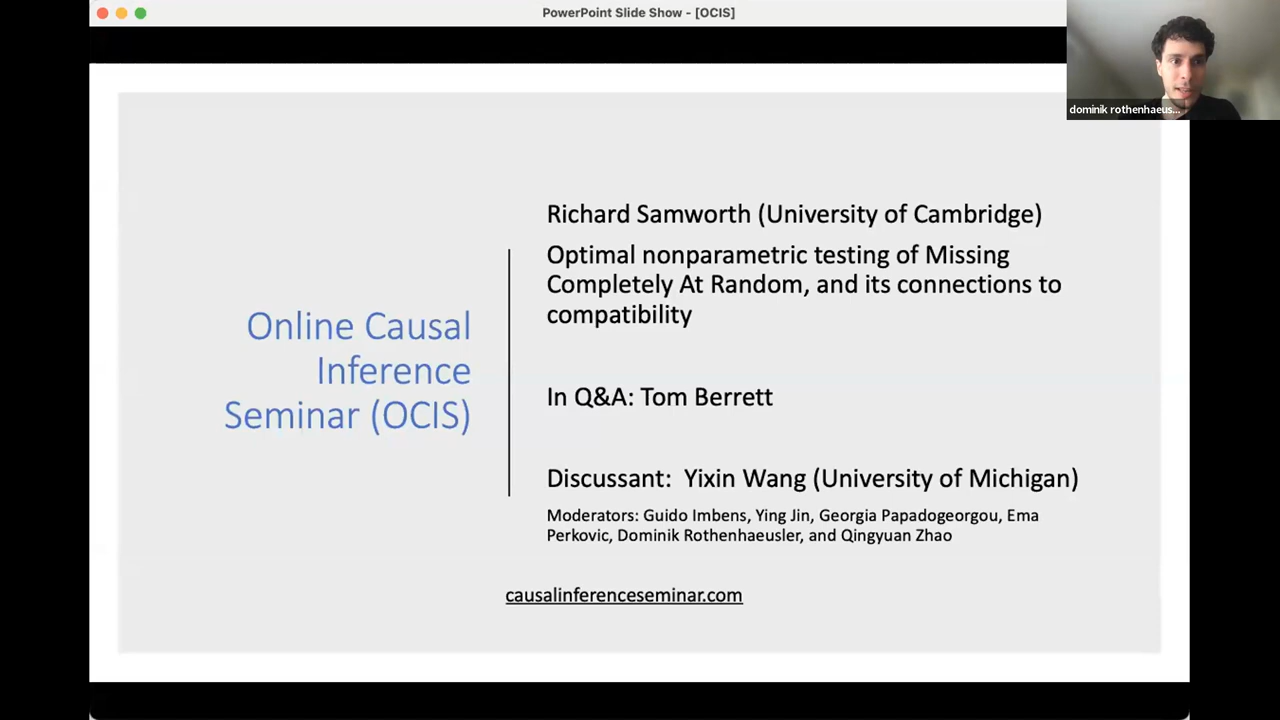 PowerPoint Slide Show - [OCIS]
dominik rothenhaeus...
Richard Samworth (University of Cambridge)
Optimal nonparametric testing of Missing
Completely At Random, and its connections to
compatibility
Online Causal
Inference
Seminar (OCIS)
In Q&A: Tom Berrett
Discussant:  Yixin Wang (University of Michigan)
Moderators: Guido Imbens, Ying Jin, Georgia Papadogeorgou, Ema
Perkovic, Dominik Rothenhaeusler, and Qingyuan Zhao
causalinferenceseminar.com